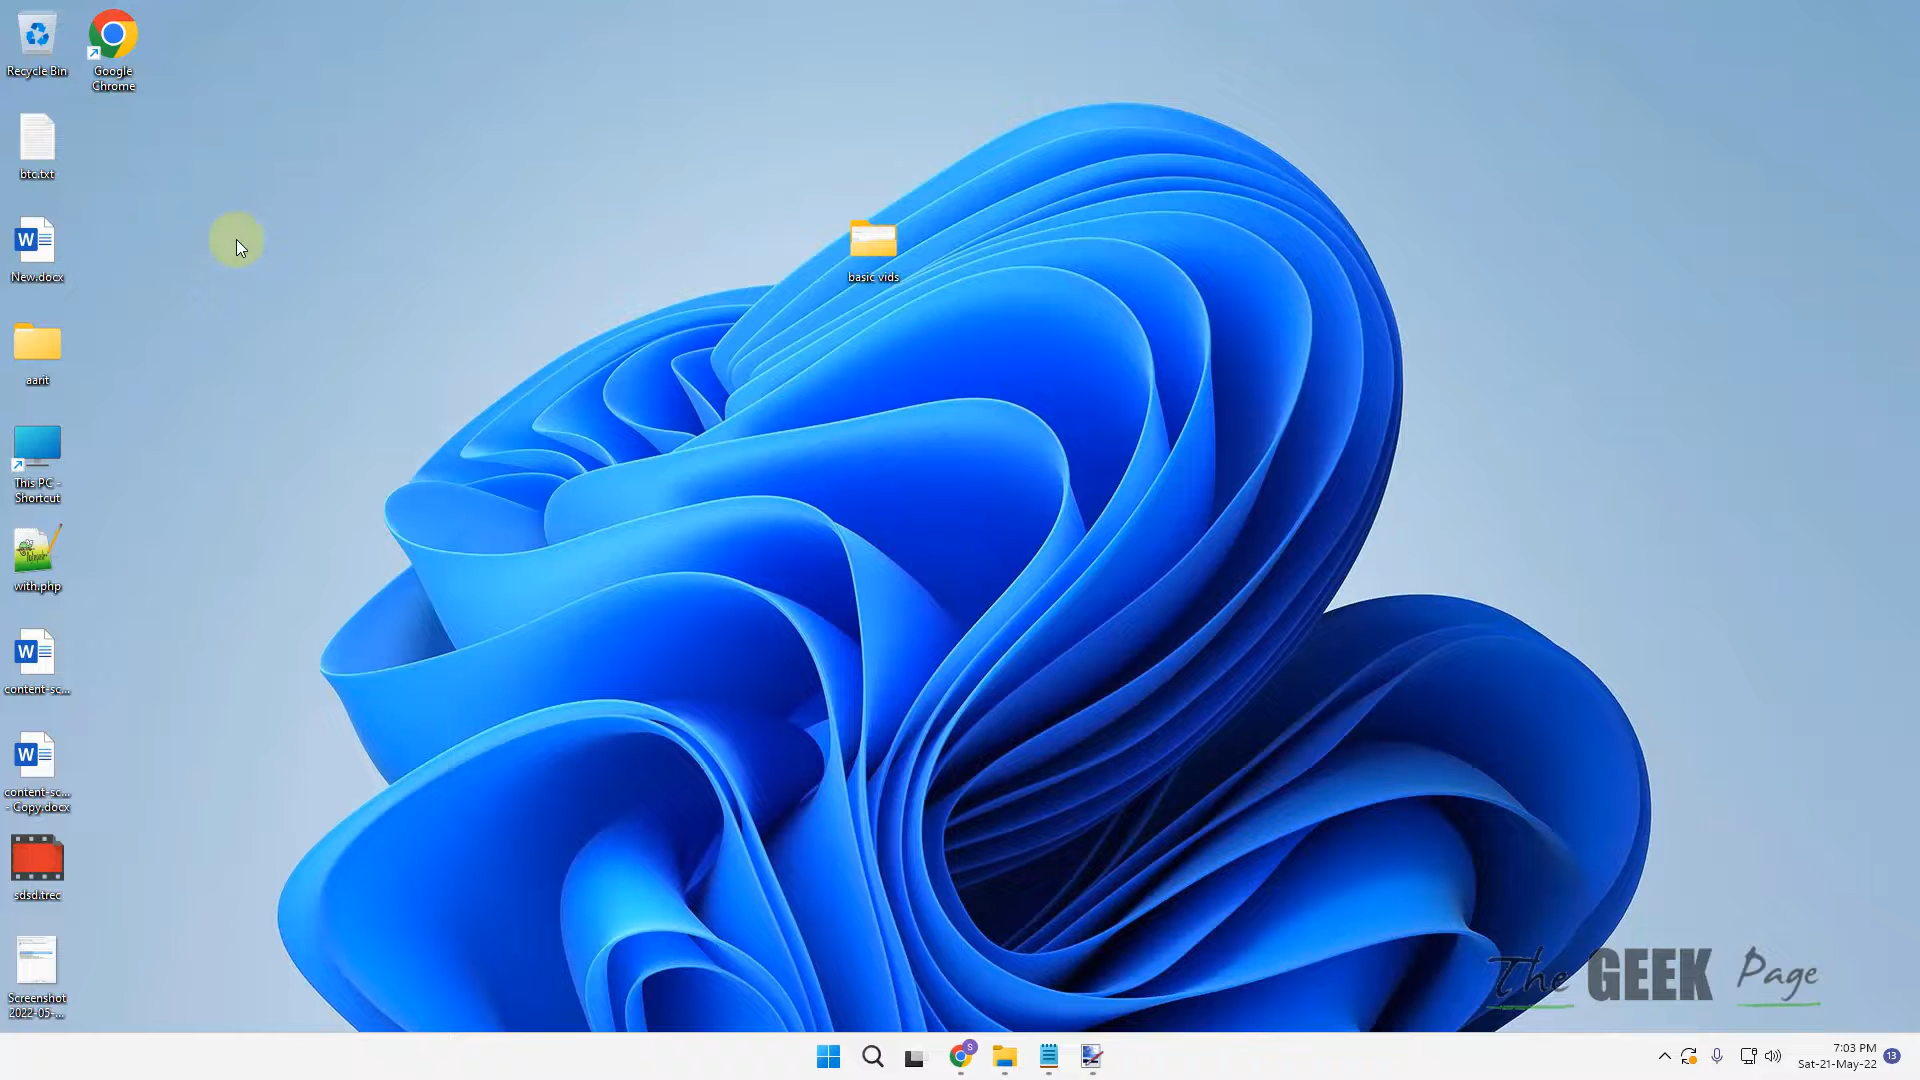 Recycle Bin
Google
Chrome
btc.txt
New.docx
aarit
This PC -
Shortcut
with.php
content-sc...
content-sc...
- Copy.docx
sdsd.trec
Screenshot
2022-05-...
basic vids
The GEEK Page
S
7:03 PM
Sat-21-May-22
13